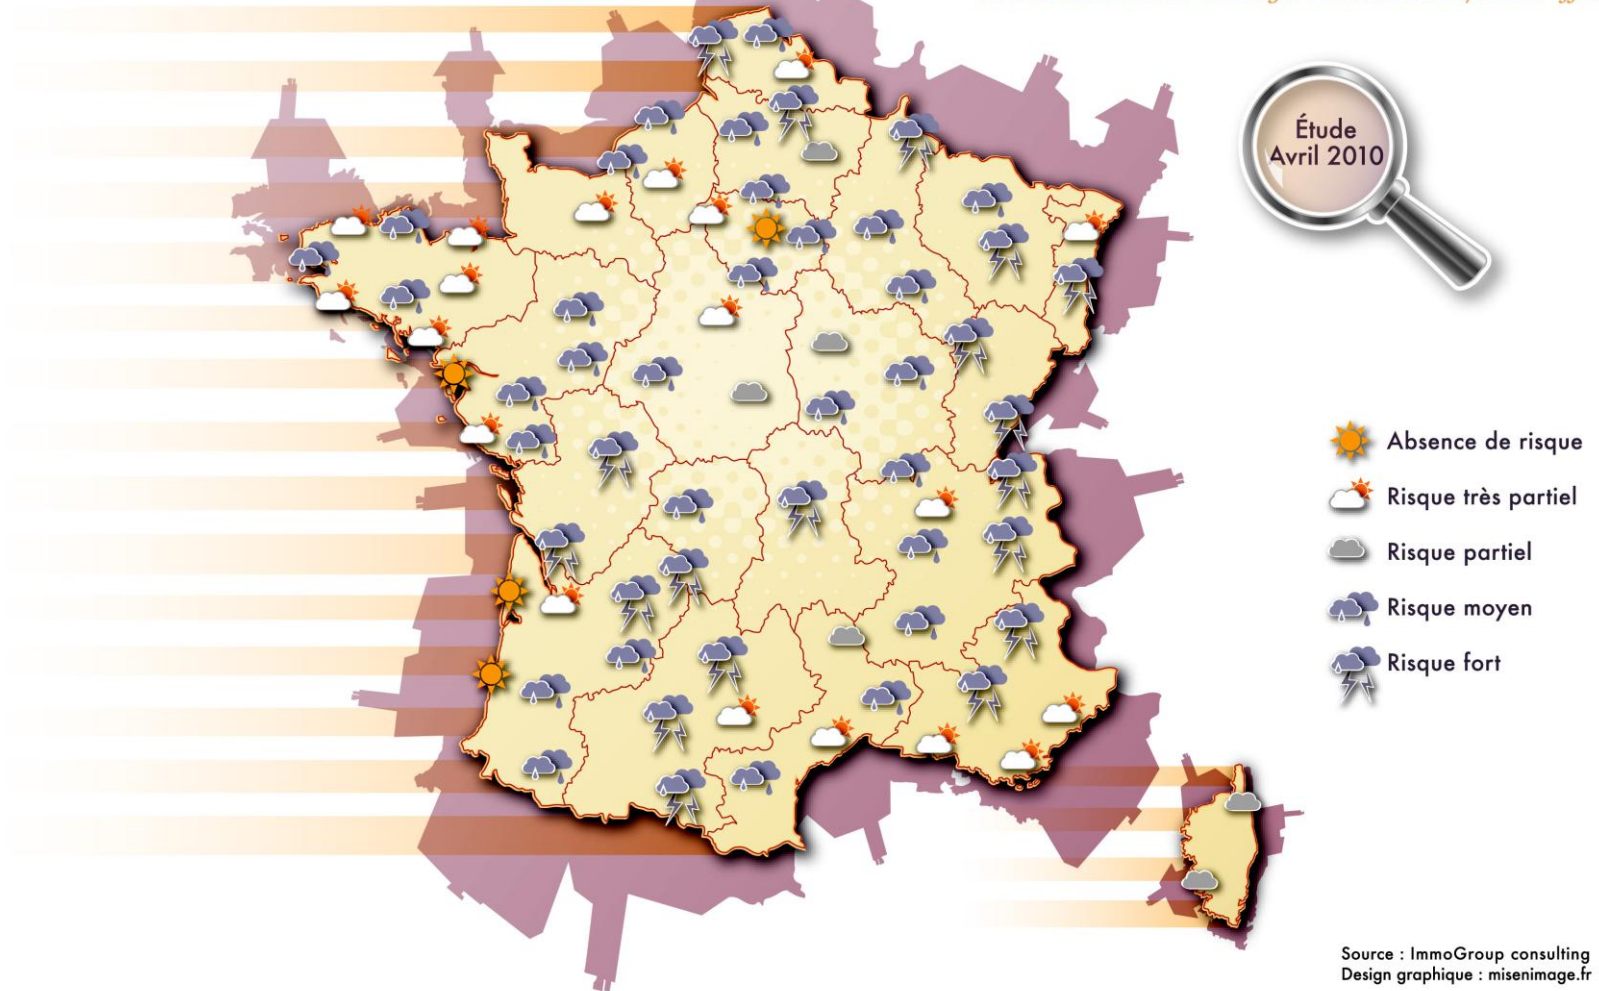 Étude
Avril 2010
Absence de risque
Risque très partiel
Risque partiel
Risque moyen
Risque fort
Source : ImmoGroup consulting
Design graphique : misenimage.fr